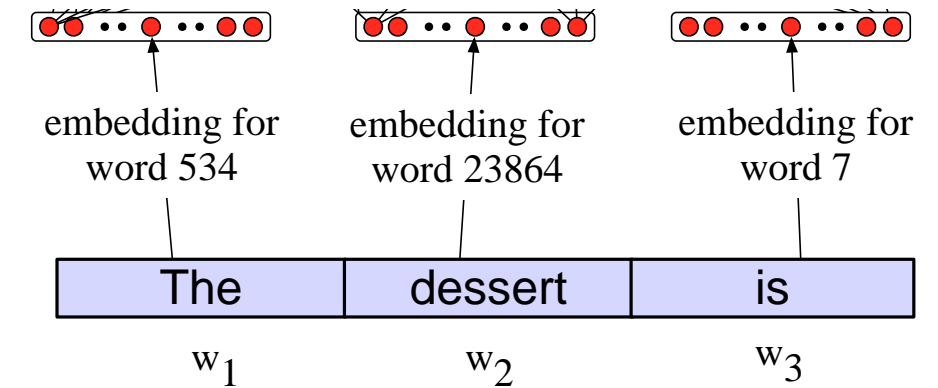 embedding for embedding for embedding for
word 534 word 23864 word 7
The dessert is
w1 w2 w3